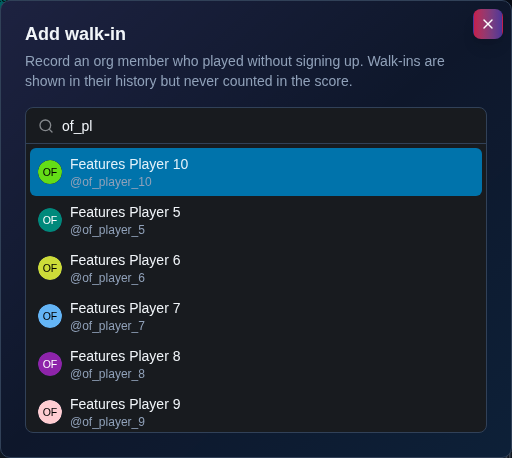 Add walk-in
Record an org member who played without signing up. Walk-ins are
shown in their history but never counted in the score.
of_pl
OF
Features Player 10
@of_player_10
OF
Features Player 5
@of_player_5
OF
Features Player 6
@of_player_6
OF
Features Player 7
@of_player_7
OF
Features Player 8
@of_player_8
OF
Features Player 9
@of_player_9